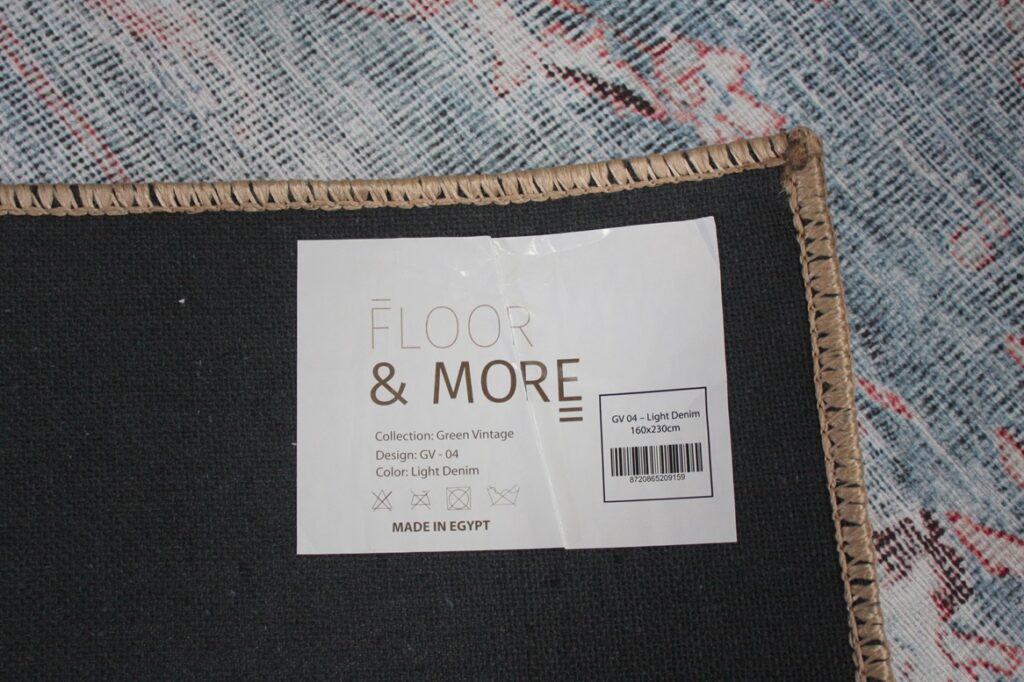 FLOOR
& MORE
Collection: Green Vintage
Design: GV - 04
Color: Light Denim
MADE IN EGYPT
GV 04 – Light Denim
160x230cm
8720865209159